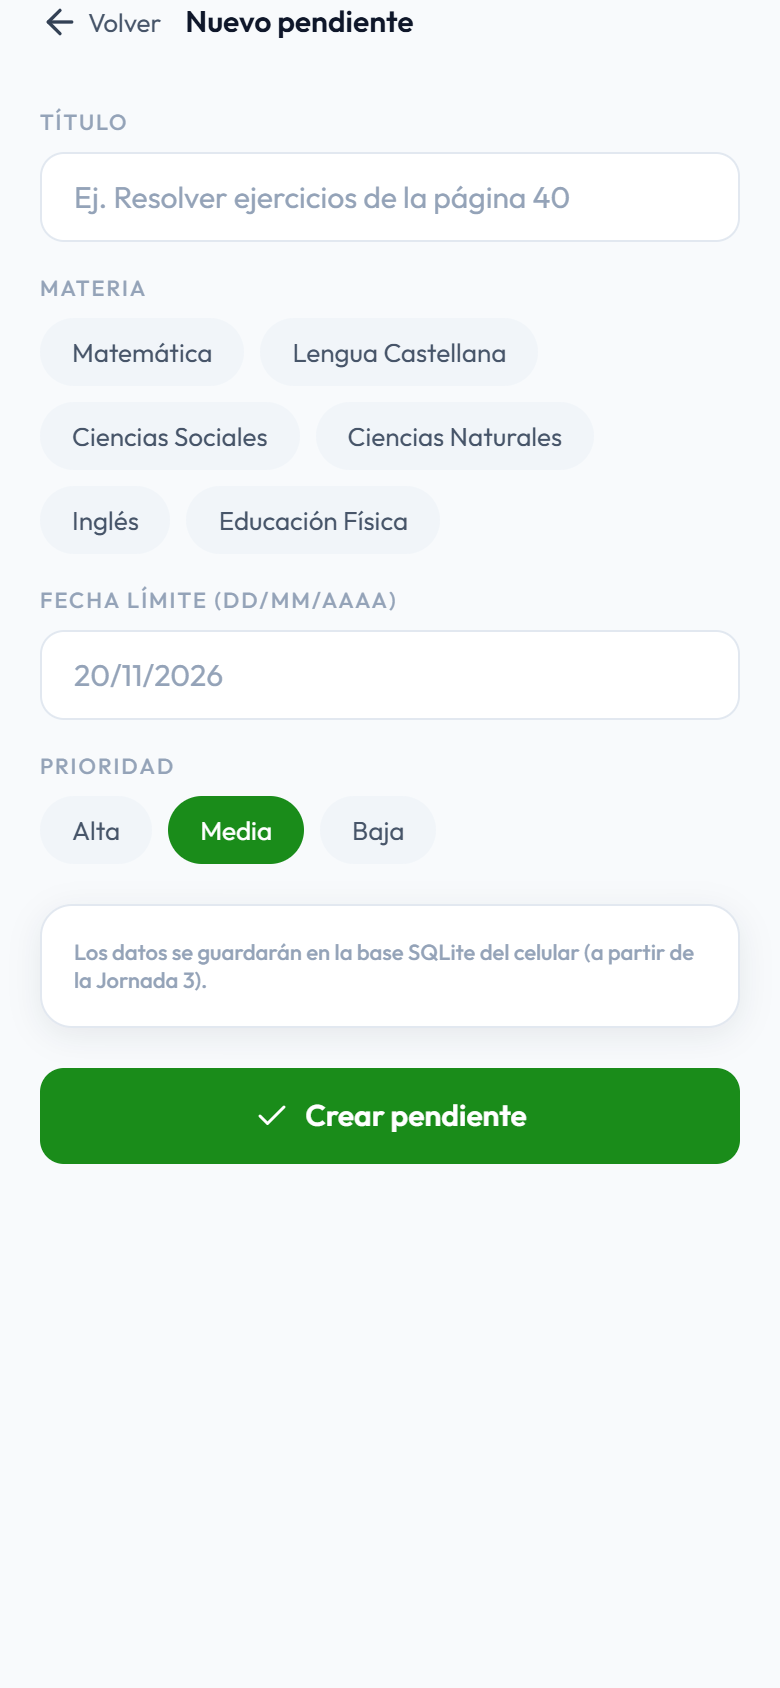 Volver Nuevo pendiente
TÍTULO
Ej. Resolver ejercicios de la página 40
MATERIA
Matemática Lengua Castellana
Ciencias Sociales Ciencias Naturales
Inglés Educación Física
FECHA LÍMITE (DD/MM/AAAA)
20/11/2026
PRIORIDAD
Alta Media Baja
Los datos se guardarán en la base SQLite del celular (a partir de
la Jornada 3).
Crear pendiente